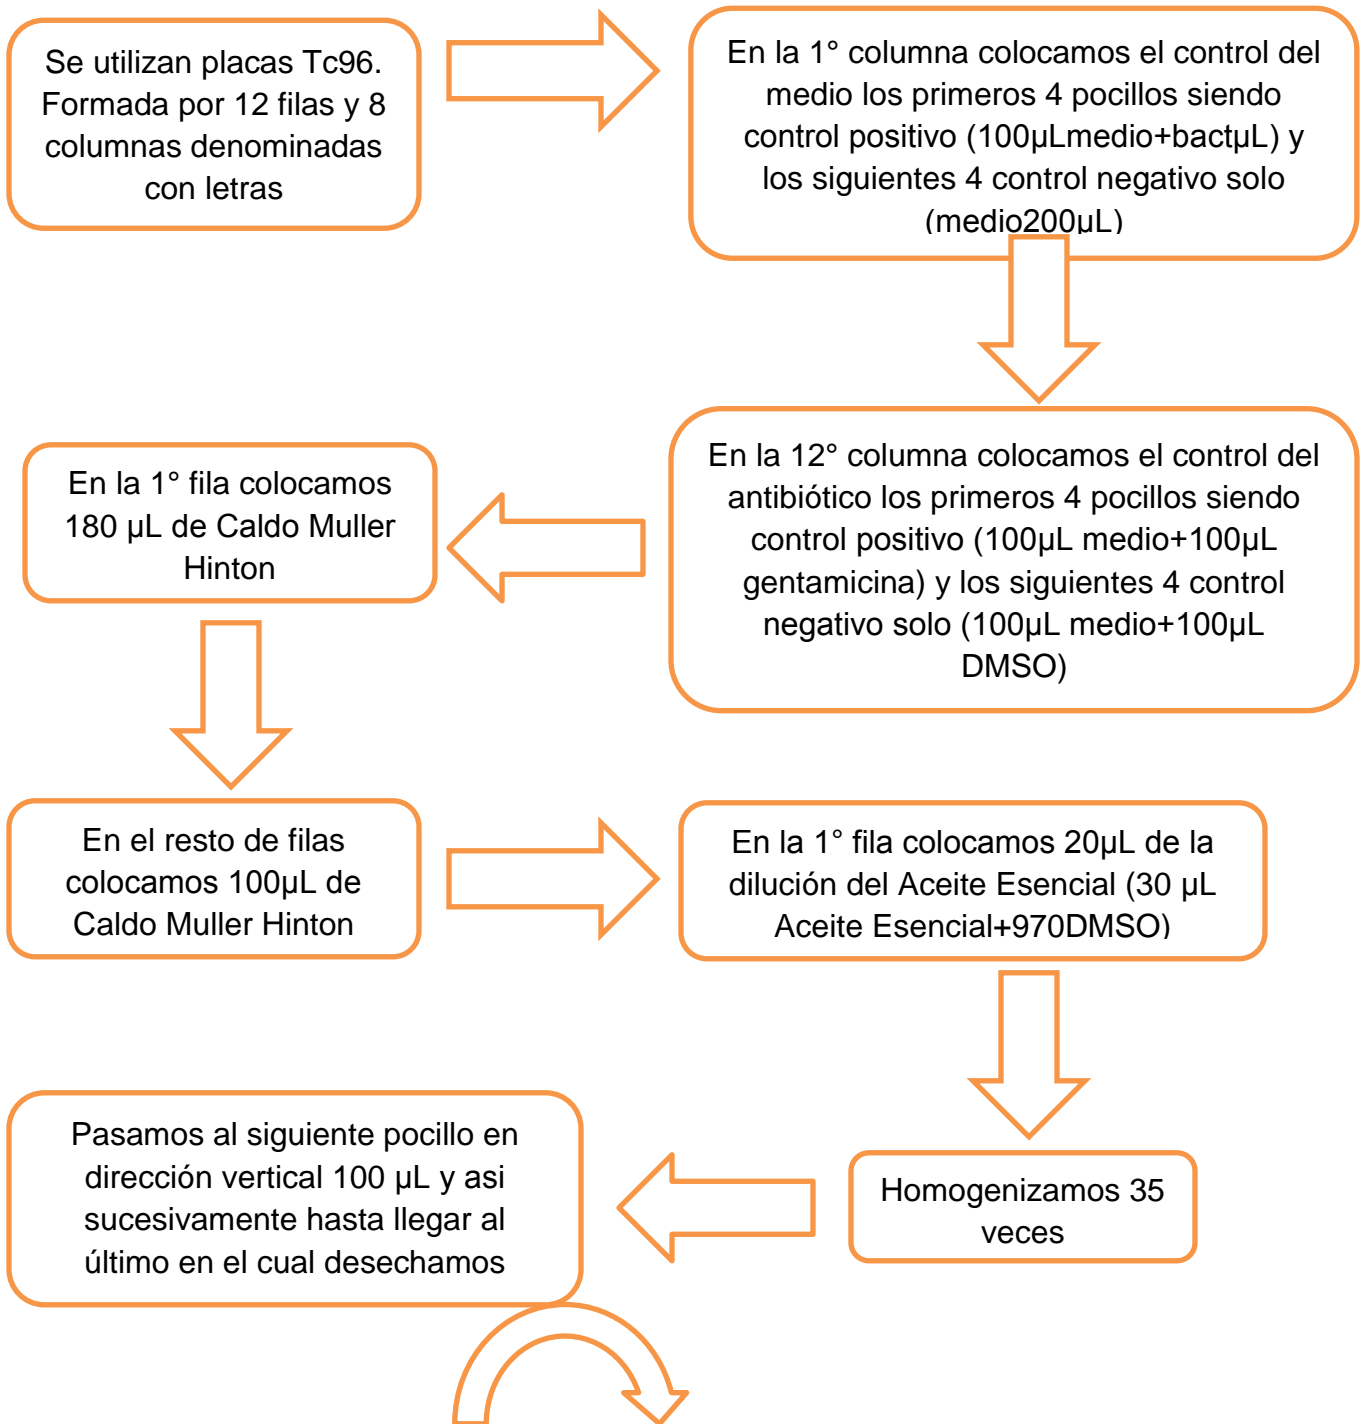 Se utilizan placas Tc96.
Formada por 12 filas y 8
columnas denominadas
con letras
En la 1° columna colocamos el control del
medio los primeros 4 pocillos siendo
control positivo (100µLmedio+bactµL) y
los siguientes 4 control negativo solo
(medio200µL)
En la 12° columna colocamos el control del
antibiótico los primeros 4 pocillos siendo
control positivo (100µL medio+100µL
gentamicina) y los siguientes 4 control
negativo solo (100µL medio+100µL
DMSO)
En la 1° fila colocamos
180 µL de Caldo Muller
Hinton
En el resto de filas
colocamos 100µL de
Caldo Muller Hinton
En la 1° fila colocamos 20µL de la
dilución del Aceite Esencial (30 µL
Aceite Esencial+970DMSO)
Homogenizamos 35
veces
Pasamos al siguiente pocillo en
dirección vertical 100 µL y asi
sucesivamente hasta llegar al
último en el cual desechamos